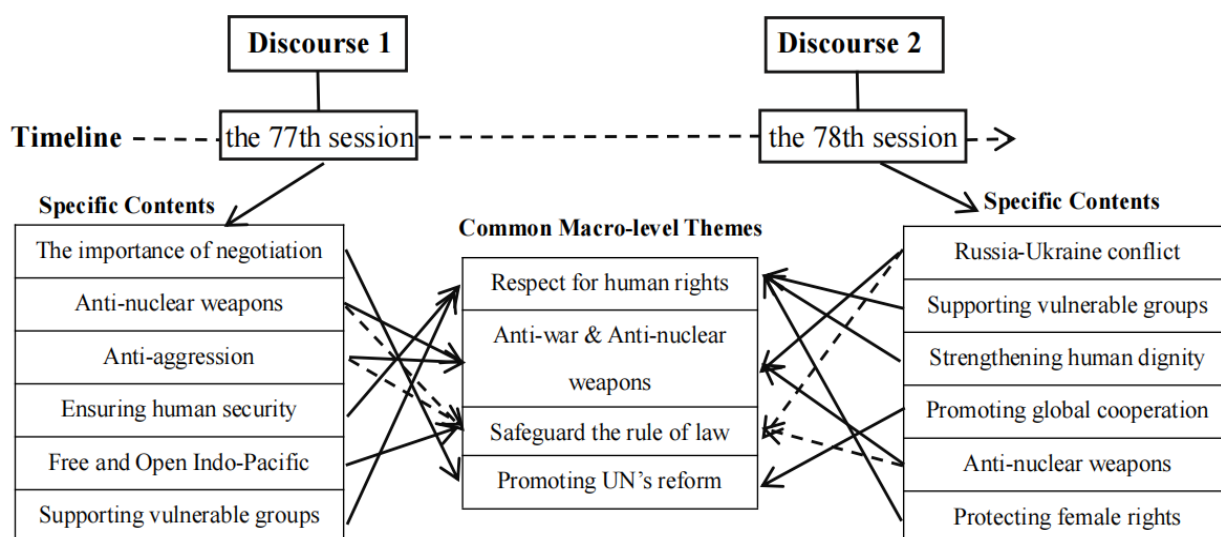 Discourse 1
Discourse 2
Timeline
the 77th session
the 78th session
Specific Contents
The importance of negotiation
Anti-nuclear weapons
Anti-aggression
Ensuring human security
Free and Open Indo-Pacific
Supporting vulnerable groups
Common Macro-level Themes
Respect for human rights
Anti-war & Anti-nuclear
weapons
Safeguard the rule of law
Promoting UN’s reform
Specific Contents
Russia-Ukraine conflict
Supporting vulnerable groups
Strengthening human dignity
Promoting global cooperation
Anti-nuclear weapons
Protecting female rights